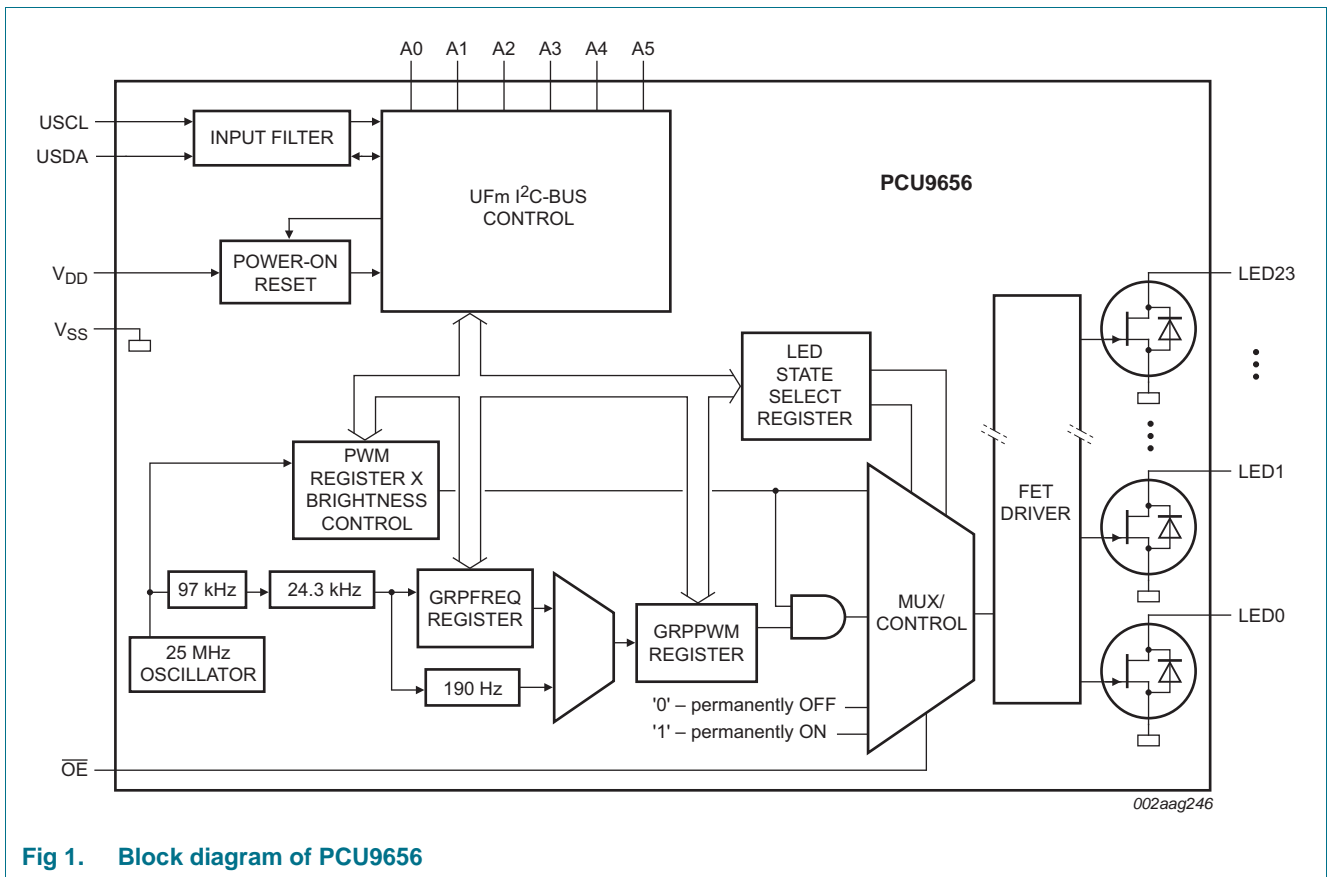 A0 A1 A2 A3 A4 A5
USCL
USDA
INPUT FILTER
UFm I2C-BUS
CONTROL
PCU9656
VDD
POWER-ON
RESET
VSS
LED23
LED
STATE
SELECT
REGISTER
PWM
REGISTER X
BRIGHTNESS
CONTROL
FET
DRIVER
LED1
97 kHz
24.3 kHz
GRPFREQ
REGISTER
GRPPWM
REGISTER
MUX/
CONTROL
LED0
25 MHz
OSCILLATOR
190 Hz
'0' – permanently OFF
'1' – permanently ON
OE
002aag246
Fig 1. Block diagram of PCU9656